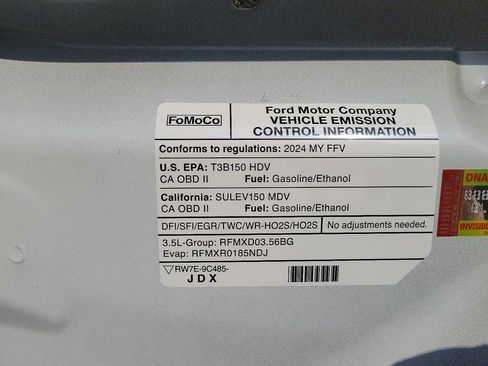 FoMoCo
Ford Motor Company
VEHICLE EMISSION
CONTROL INFORMATION
Conforms to regulations: 2024 MY FFV
U.S. EPA: T3B150 HDV
CA OBD II Fuel: Gasoline/Ethanol
California: SULEV150 MDV
CA OBD II Fuel: Gasoline/Ethanol
DFI/SFI/EGR/TWC/WR-HO2S/HO2S No adjustments needed.
3.5L-Group: RFMXD03.56BG
Evap: RFMXR0185NDJ
RW7E-9C485-
JDX
DNA
INVISIBLE